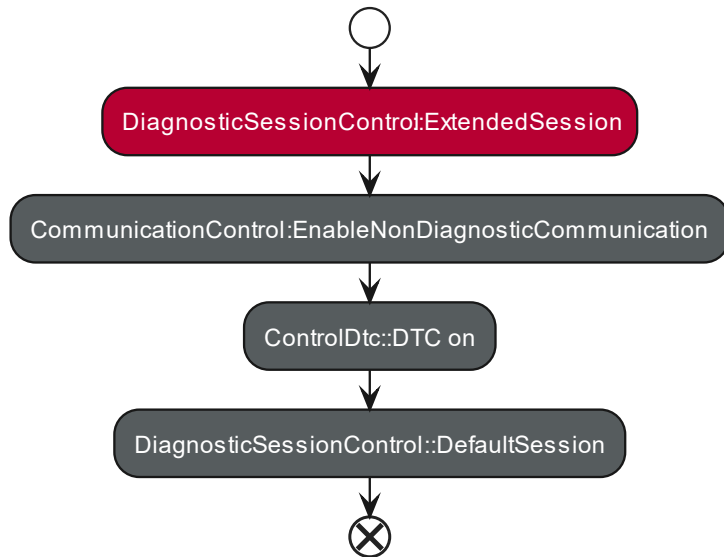 DiagnosticSessionControl:ExtendedSession
CommunicationControl:EnableNonDiagnosticCommunication
ControlDtc::DTC on
DiagnosticSessionControl::DefaultSession